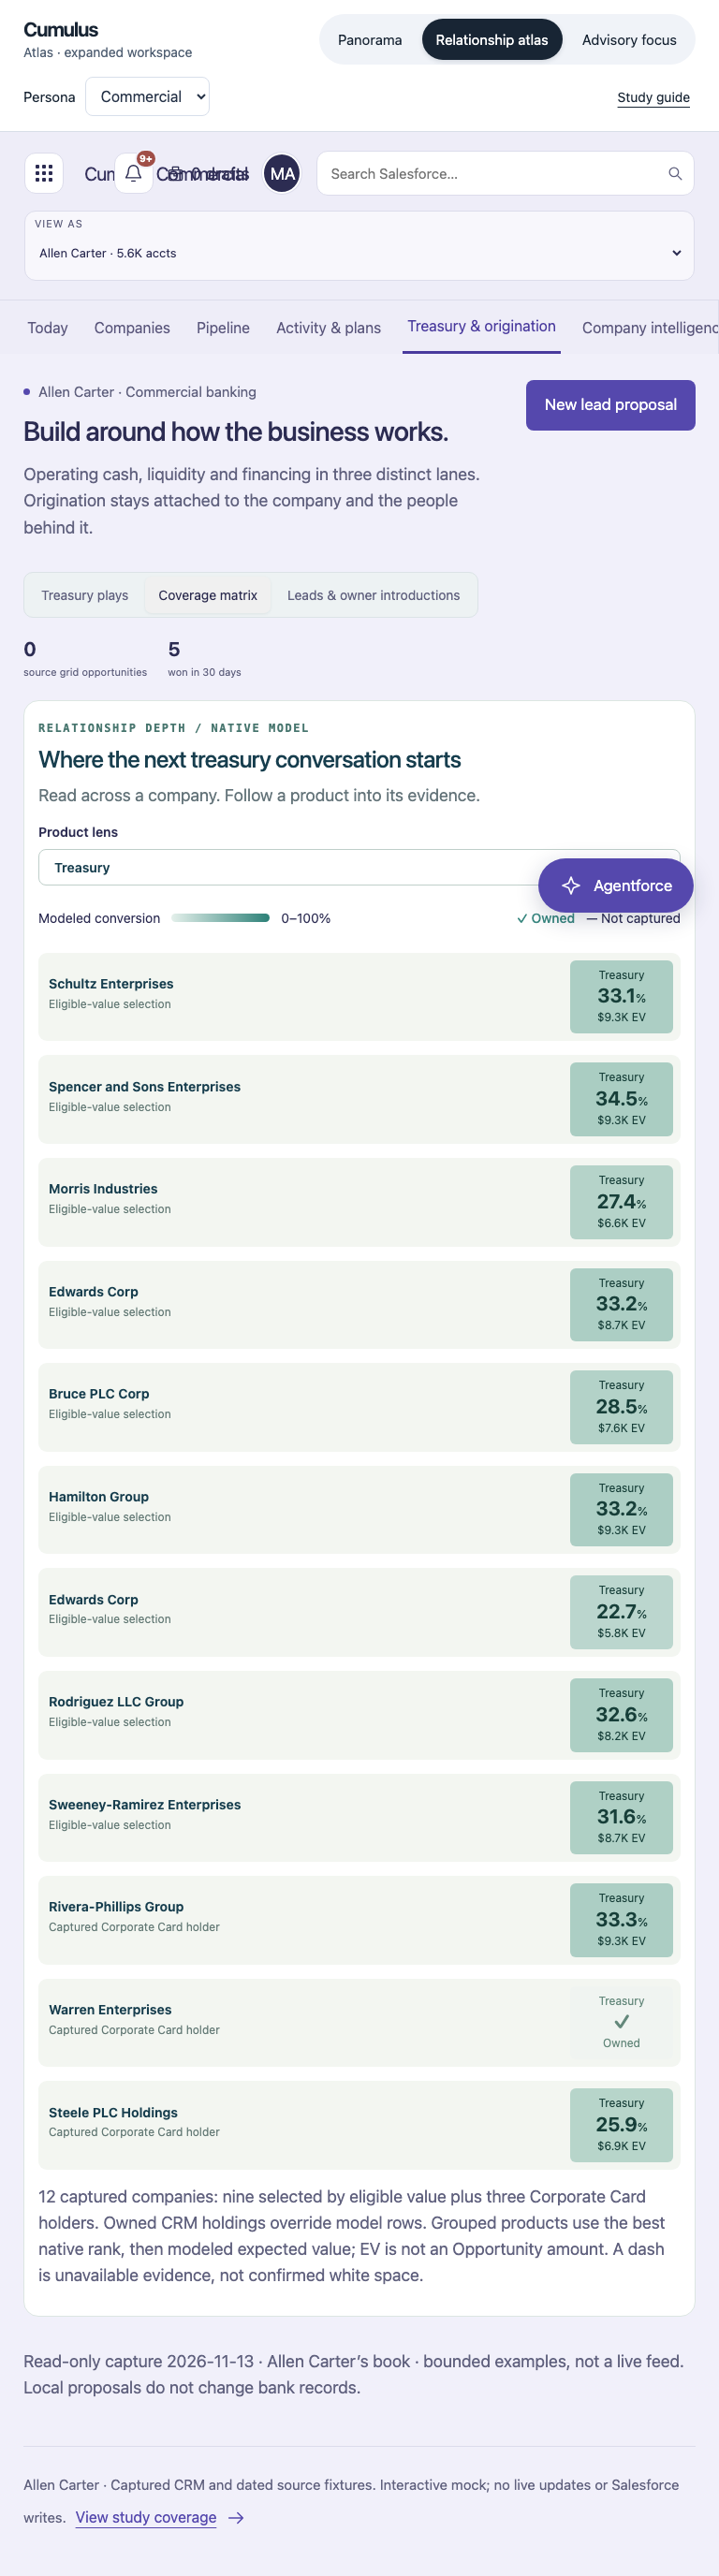 Cumulus
Atlas · expanded workspace
Panorama
Relationship atlas
Advisory focus
Persona
Commercial
Study guide
9+
Commercial
0 drafts
MA
Search Salesforce...
VIEW AS
Allen Carter · 5.6K accts
Today
Companies
Pipeline
Activity & plans
Treasury & origination
Company intelligenc
Allen Carter · Commercial banking
New lead proposal
Build around how the business works.
Operating cash, liquidity and financing in three distinct lanes.
Origination stays attached to the company and the people
behind it.
Treasury plays
Coverage matrix
Leads & owner introductions
0
source grid opportunities
5
won in 30 days
RELATIONSHIP DEPTH / NATIVE MODEL
Where the next treasury conversation starts
Read across a company. Follow a product into its evidence.
Product lens
Treasury
Agentforce
Modeled conversion
0–100%
✓ Owned
— Not captured
Schultz Enterprises
Eligible-value selection
Treasury
33.1%
$9.3K EV
Spencer and Sons Enterprises
Eligible-value selection
Treasury
34.5%
$9.3K EV
Morris Industries
Eligible-value selection
Treasury
27.4%
$6.6K EV
Edwards Corp
Eligible-value selection
Treasury
33.2%
$8.7K EV
Bruce PLC Corp
Eligible-value selection
Treasury
28.5%
$7.6K EV
Hamilton Group
Eligible-value selection
Treasury
33.2%
$9.3K EV
Edwards Corp
Eligible-value selection
Treasury
22.7%
$5.8K EV
Rodriguez LLC Group
Eligible-value selection
Treasury
32.6%
$8.2K EV
Sweeney-Ramirez Enterprises
Eligible-value selection
Treasury
31.6%
$8.7K EV
Rivera-Phillips Group
Captured Corporate Card holder
Treasury
33.3%
$9.3K EV
Warren Enterprises
Captured Corporate Card holder
Treasury
✓
Owned
Steele PLC Holdings
Captured Corporate Card holder
Treasury
25.9%
$6.9K EV
12 captured companies: nine selected by eligible value plus three Corporate Card
holders. Owned CRM holdings override model rows. Grouped products use the best
native rank, then modeled expected value; EV is not an Opportunity amount. A dash
is unavailable evidence, not confirmed white space.
Read-only capture 2026-11-13 · Allen Carter's book · bounded examples, not a live feed.
Local proposals do not change bank records.
Allen Carter · Captured CRM and dated source fixtures. Interactive mock; no live updates or Salesforce
writes. View study coverage →